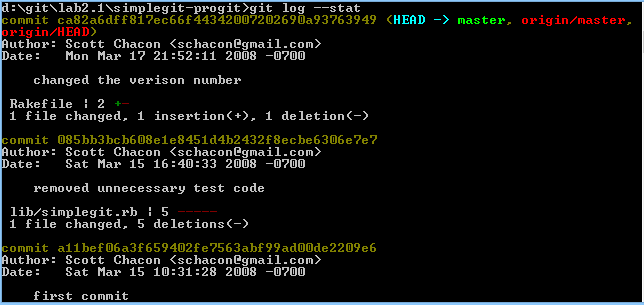 d:\git\lab2.1\simplegit-progit>git log --stat
commit ca82a6dff817ec66f44342007202690a93763949 (HEAD -> master, origin/master,
origin/HEAD)
Author: Scott Chacon <schacon@gmail.com>
Date:   Mon Mar 17 21:52:11 2008 -0700
    changed the verison number
 Rakefile | 2 +-
 1 file changed, 1 insertion(+), 1 deletion(-)
commit 085bb3bcb608e1e8451d4b2432f8ecbe6306e7e7
Author: Scott Chacon <schacon@gmail.com>
Date:   Sat Mar 15 16:40:33 2008 -0700
    removed unnecessary test code
 lib/simplegit.rb | 5 -----
 1 file changed, 5 deletions(-)
commit a11bef06a3f659402fe7563abf99ad00de2209e6
Author: Scott Chacon <schacon@gmail.com>
Date:   Sat Mar 15 10:31:28 2008 -0700
    first commit